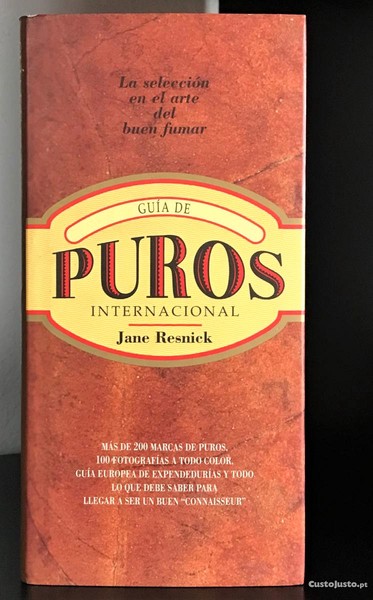 La selección
en el arte
del
buen fumar
GUÍA DE
PUROS
INTERNACIONAL
Jane Resnick
MÁS DE 200 MARCAS DE PUROS.
100 FOTOGRAFÍAS A TODO COLOR.
GUÍA EUROPEA DE EXPENDEDURÍAS Y TODO
LO QUE DEBE SABER PARA
LLEGAR A SER UN BUEN "CONNAISSEUR"
CustoJusto.pt